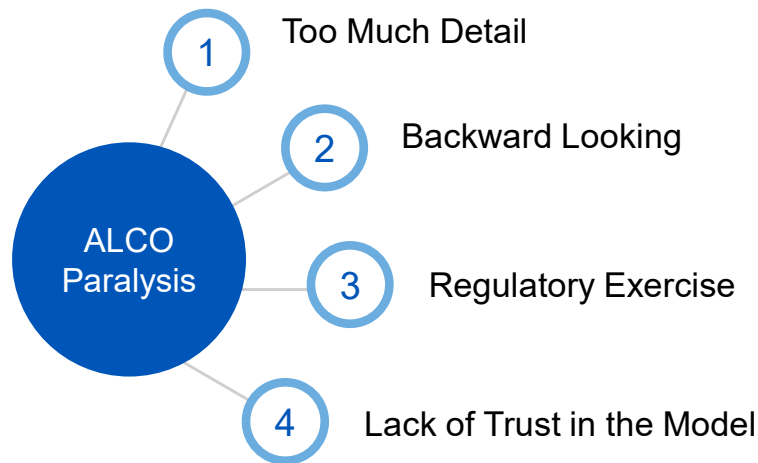 1
Too Much Detail
2
Backward Looking
ALCO
Paralysis
3
Regulatory Exercise
4
Lack of Trust in the Model